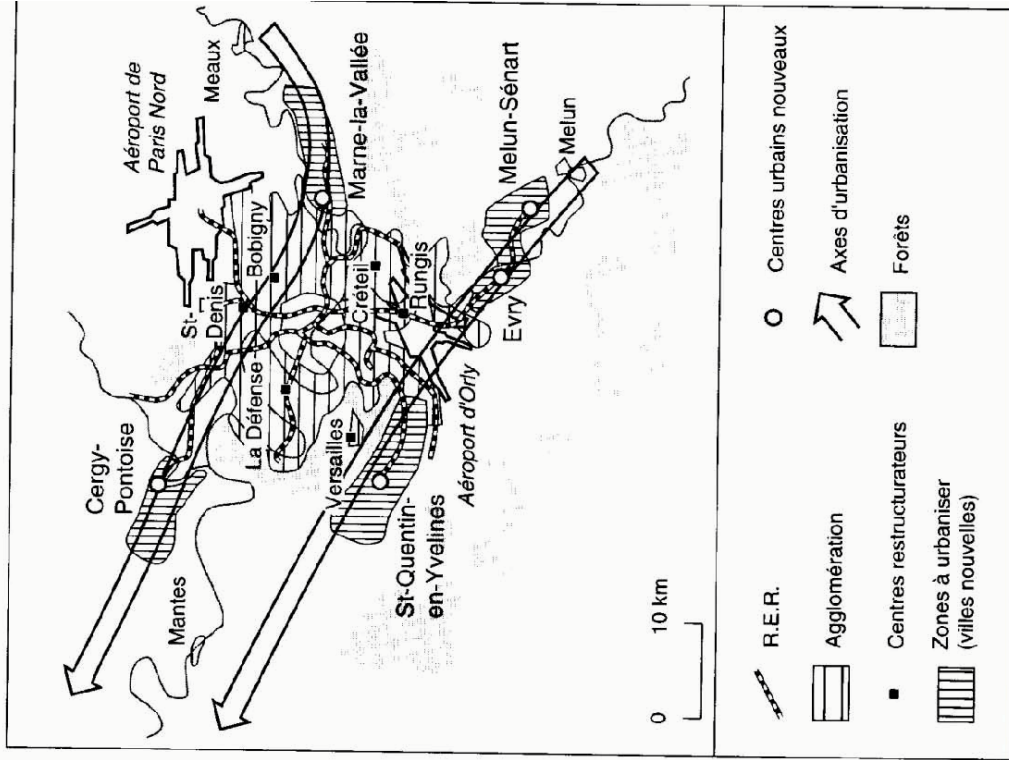 Aéroport de
Paris Nord
Meaux
Cergy-
Pontoise
St-
Denis
Bobigny
Marne-la-Vallée
Mantes
La Défense
Créteil
Versailles
Rungis
St-Quentin-
en-Yvelines
Aéroport d'Orly
Evry
Melun-Sénart
Melun
0
10 km
R.E.R.
Agglomération
Centres restructurateurs
Zones à urbaniser
(villes nouvelles)
Centres urbains nouveaux
Axes d'urbanisation
Forêts